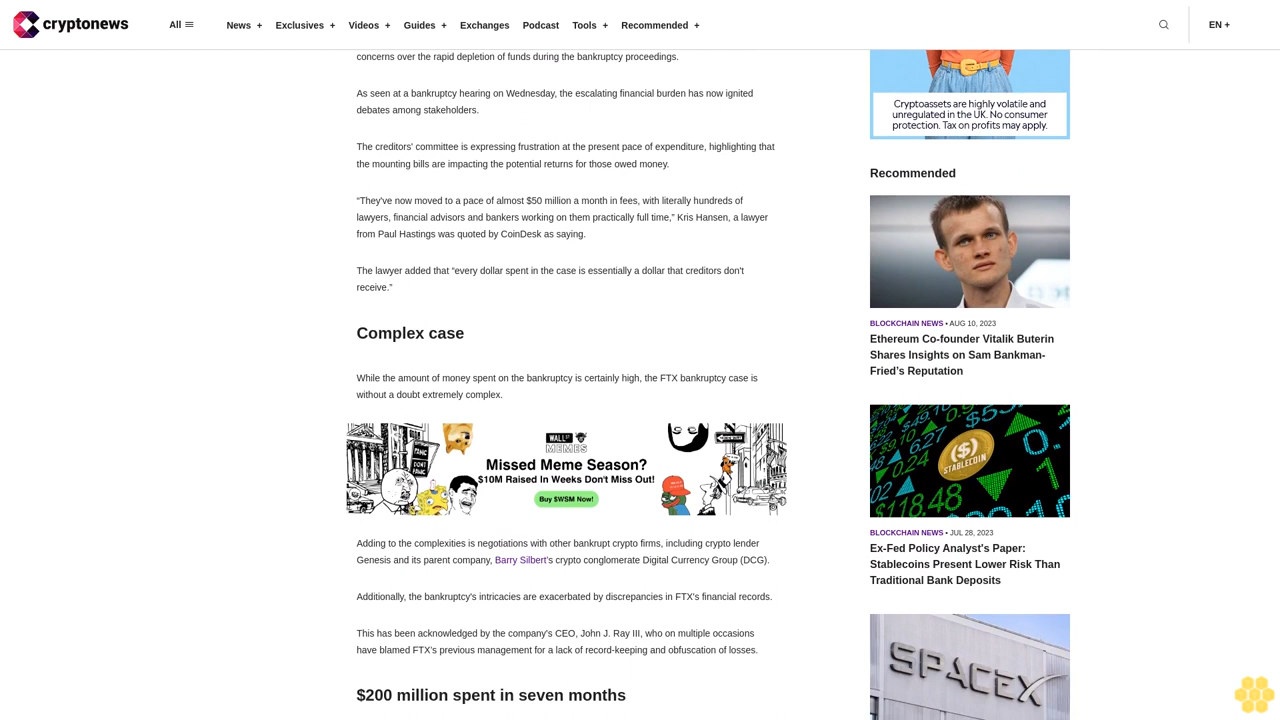 cryptonews
All
News +
Exclusives +
Videos +
Guides +
Exchanges
Podcast
Tools +
Recommended +
EN +
concerns over the rapid depletion of funds during the bankruptcy proceedings.
As seen at a bankruptcy hearing on Wednesday, the escalating financial burden has now ignited
debates among stakeholders.
The creditors' committee is expressing frustration at the present pace of expenditure, highlighting that
the mounting bills are impacting the potential returns for those owed money.
“They've now moved to a pace of almost $50 million a month in fees, with literally hundreds of
lawyers, financial advisors and bankers working on them practically full time,” Kris Hansen, a lawyer
from Paul Hastings was quoted by CoinDesk as saying.
The lawyer added that “every dollar spent in the case is essentially a dollar that creditors don't
receive.”
Complex case
While the amount of money spent on the bankruptcy is certainly high, the FTX bankruptcy case is
without a doubt extremely complex.
PANIC
DON'T
PANIC
WALL ST
MEMES
Missed Meme Season?
$10M Raised In Weeks Don't Miss Out!
Buy $WSM Now!
Adding to the complexities is negotiations with other bankrupt crypto firms, including crypto lender
Genesis and its parent company, Barry Silbert’s crypto conglomerate Digital Currency Group (DCG).
Additionally, the bankruptcy's intricacies are exacerbated by discrepancies in FTX's financial records.
This has been acknowledged by the company's CEO, John J. Ray III, who on multiple occasions
have blamed FTX’s previous management for a lack of record-keeping and obfuscation of losses.
$200 million spent in seven months
Cryptoassets are highly volatile and
unregulated in the UK. No consumer
protection. Tax on profits may apply.
Recommended
BLOCKCHAIN NEWS • AUG 10, 2023
Ethereum Co-founder Vitalik Buterin
Shares Insights on Sam Bankman-
Fried’s Reputation
6.27
0.24
($)
STABLECOIN
$118.48
BLOCKCHAIN NEWS • JUL 28, 2023
Ex-Fed Policy Analyst's Paper:
Stablecoins Present Lower Risk Than
Traditional Bank Deposits
SPACEX